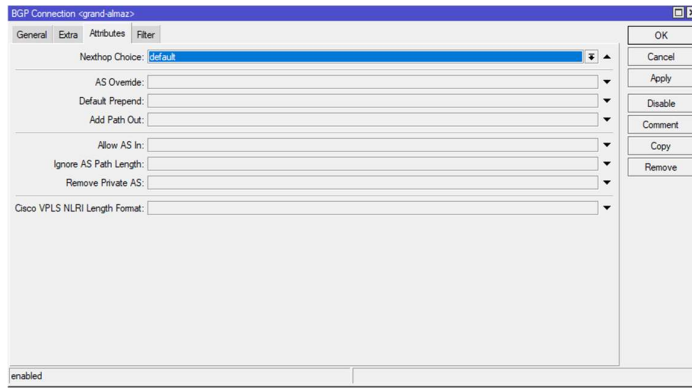 BGP Connection <grand-almaz>
General Extra Attributes Filter
OK
Nexthop Choice: default
Cancel
AS Override:
Apply
Default Prepend:
Disable
Add Path Out:
Comment
Allow AS In:
Copy
Ignore AS Path Length:
Remove
Remove Private AS:
Cisco VPLS NLRI Length Format:
enabled